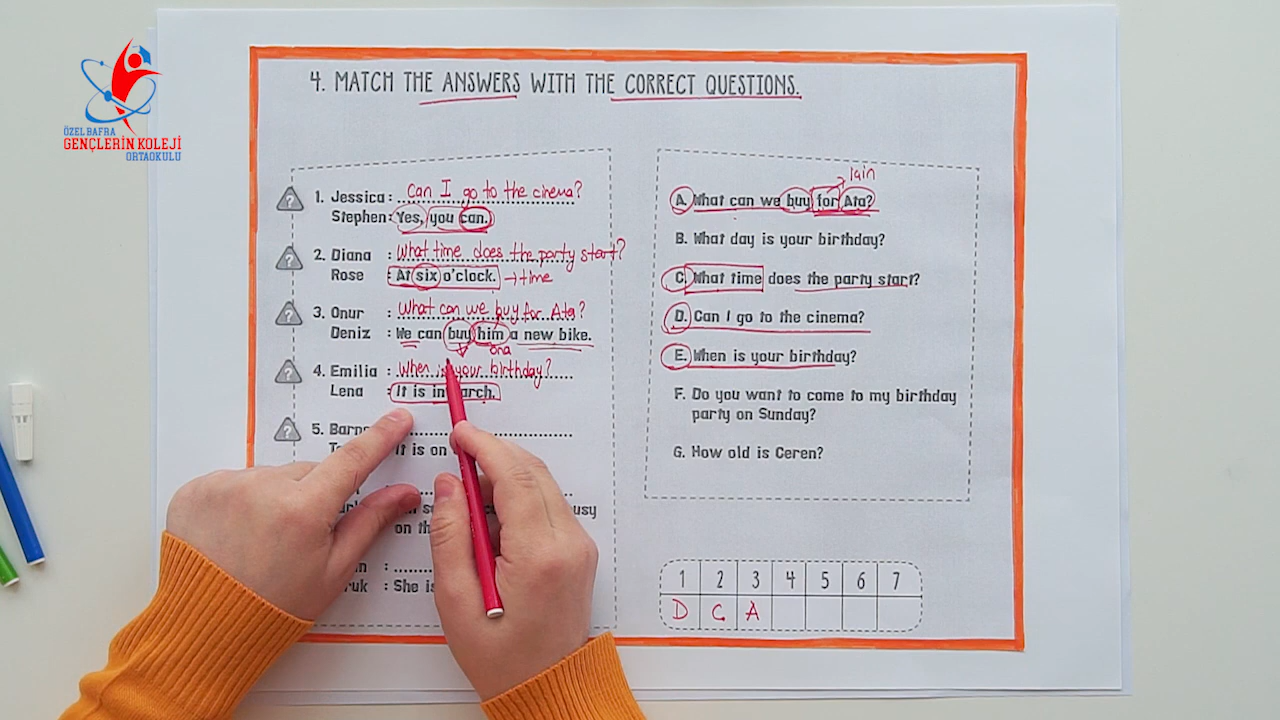 ÖZEL BAFRA
GENÇLERİN KOLEJİ
ORTAOKULU
4. MATCH THE ANSWERS WITH THE CORRECT QUESTIONS.
1. Jessica : Can I go to the cinema?
Stephen: Yes, you can.
2. Diana : What time does the party start?
Rose : At six o'clock. → time
3. Onur : What can we buy for Ata?
Deniz : We can buy him a new bike.
ona
4. Emilia : When is your birthday?
Lena : It is in March.
5.
It is on
usy
on
: She is
için
A. What can we buy for Ata?
B. What day is your birthday?
C. What time does the party start?
D. Can I go to the cinema?
E. When is your birthday?
F. Do you want to come to my birthday
party on Sunday?
G. How old is Ceren?
1 2 3 4 5 6 7
D C A